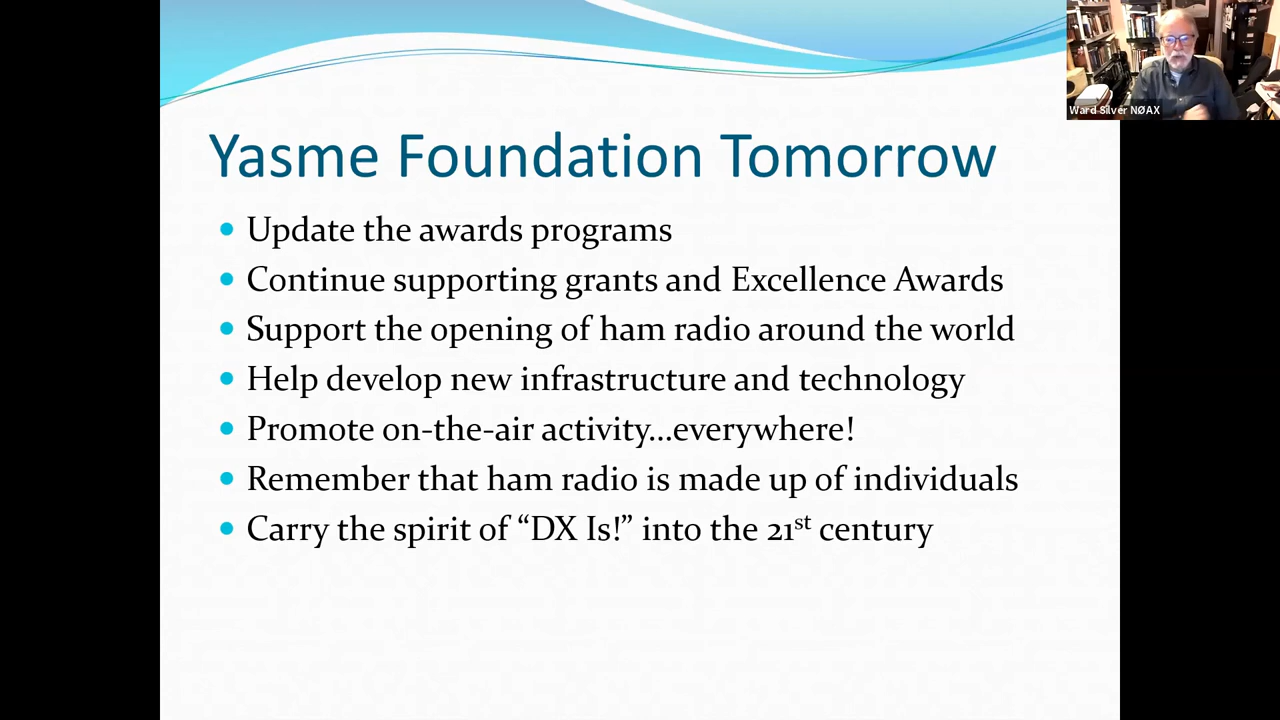 Ward Silver NØAX
Yasme Foundation Tomorrow
• Update the awards programs
• Continue supporting grants and Excellence Awards
• Support the opening of ham radio around the world
• Help develop new infrastructure and technology
• Promote on-the-air activity...everywhere!
• Remember that ham radio is made up of individuals
• Carry the spirit of “DX Is!” into the 21st century